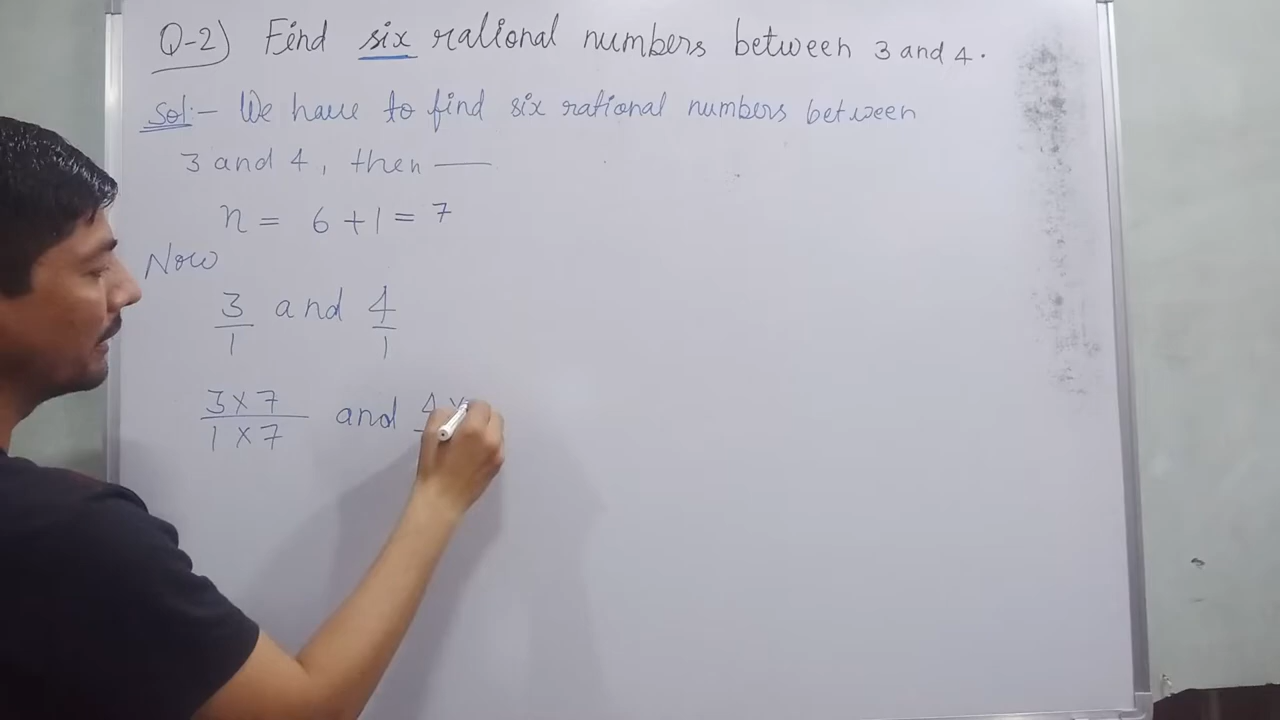 Q-2) Find six rational numbers between 3 and 4.
Sol:- We have to find six rational numbers between
3 and 4, then —
n = 6 + 1 = 7
Now
3/1 and 4/1
3 × 7 / 1 × 7 and 4 ×